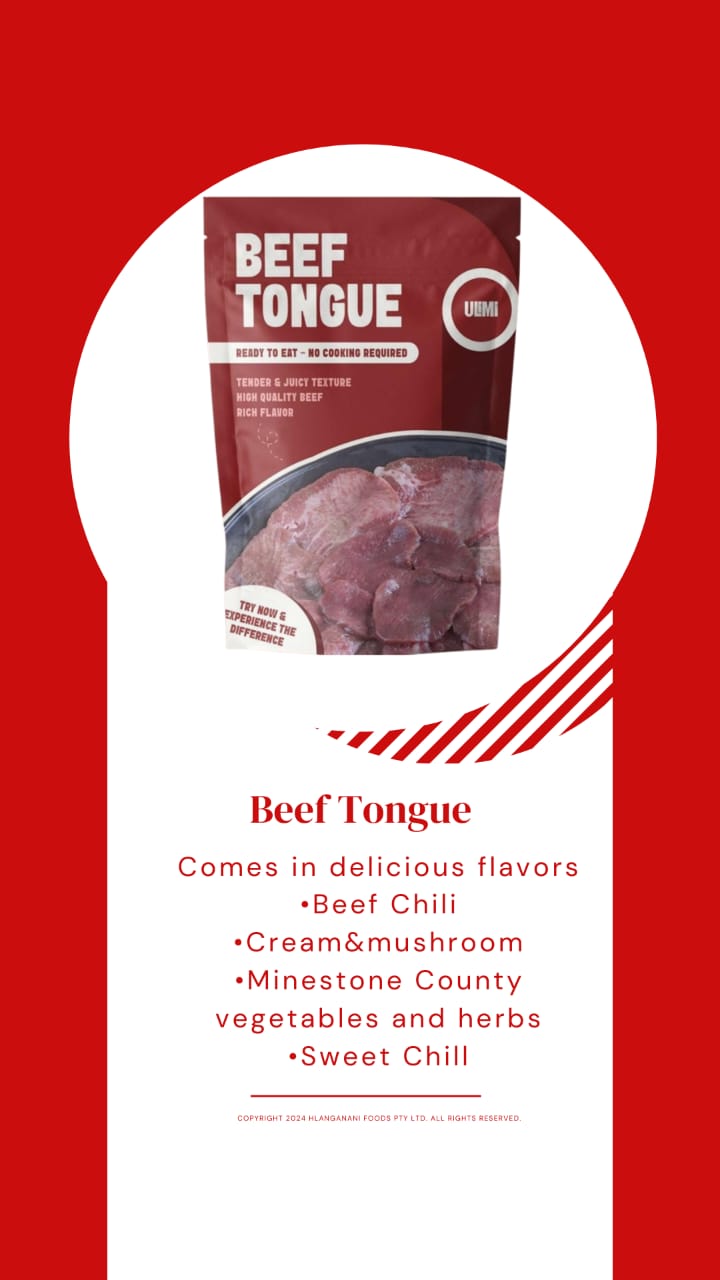 BEEF
TONGUE
ULIMI
READY TO EAT – NO COOKING REQUIRED
TENDER & JUICY TEXTURE
HIGH QUALITY BEEF
RICH FLAVOR
TRY NOW &
EXPERIENCE THE
DIFFERENCE
Beef Tongue
Comes in delicious flavors
•Beef Chili
•Cream&mushroom
•Minestone County
vegetables and herbs
•Sweet Chill
COPYRIGHT 2024 HLANGANANI FOODS PTY LTD. ALL RIGHTS RESERVED.